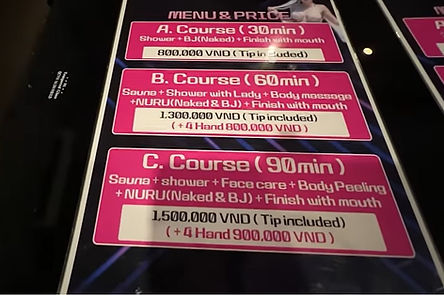 MENU & PRICE
A. Course ( 30min )
Shower + BJ(Naked) + Finish with mouth
800.000 VND ( Tip included )
B. Course ( 60min )
Sauna + Shower with Lady + Body massage
+NURU(Naked & BJ) + Finish with mouth
1.300.000 VND ( Tip included )
( + 4 Hand 800.000 VND )
C. Course ( 90min )
Sauna + shower + Face care + Body Peeling
+ NURU(Naked & BJ) + Finish with mouth
1,500.000 VND ( Tip included )
( + 4 Hand 900.000 VND )